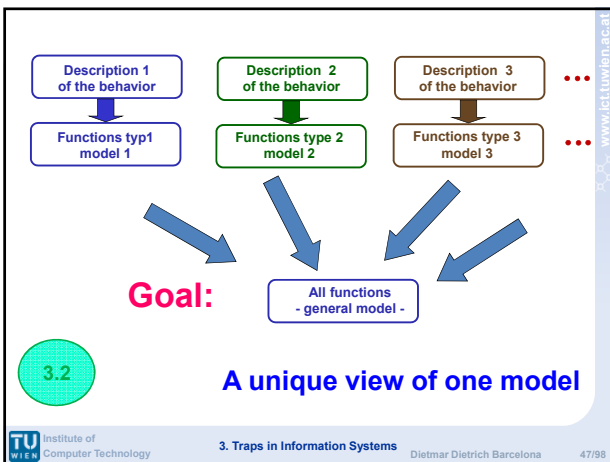 Description 1
of the behavior
Description 2
of the behavior
Description 3
of the behavior
...
Functions typ1
model 1
Functions type 2
model 2
Functions type 3
model 3
...
Goal:
All functions
- general model -
3.2
A unique view of one model
www.ict.tuwien.ac.at
TU
WIEN
Institute of
Computer Technology
3. Traps in Information Systems
Dietmar Dietrich Barcelona
47/98